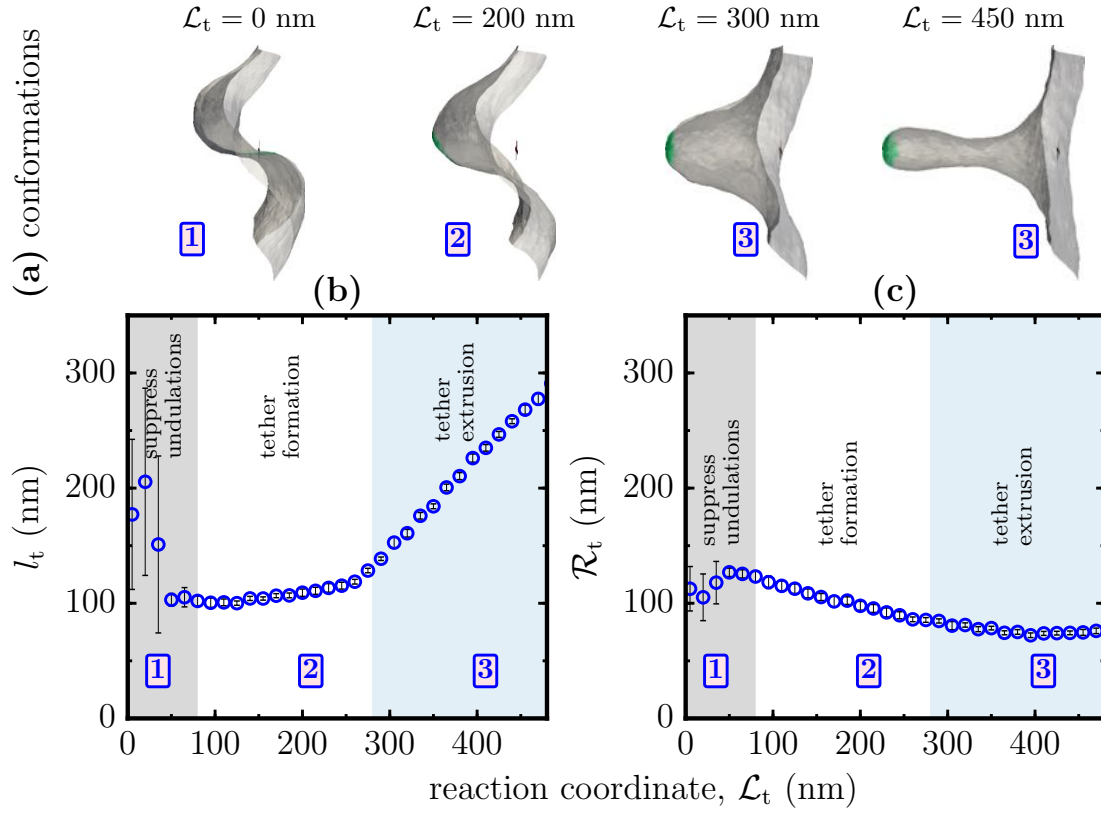 ℒt = 0 nm
ℒt = 200 nm
ℒt = 300 nm
ℒt = 450 nm
(a) conformations
1
2
3
3
(b)
(c)
300
200
100
0
lt (nm)
suppress
undulations
tether
formation
tether
extrusion
1
2
3
0
100
200
300
400
300
200
100
0
ℛt (nm)
suppress
undulations
tether
formation
tether
extrusion
1
2
3
0
100
200
300
400
reaction coordinate, ℒt (nm)